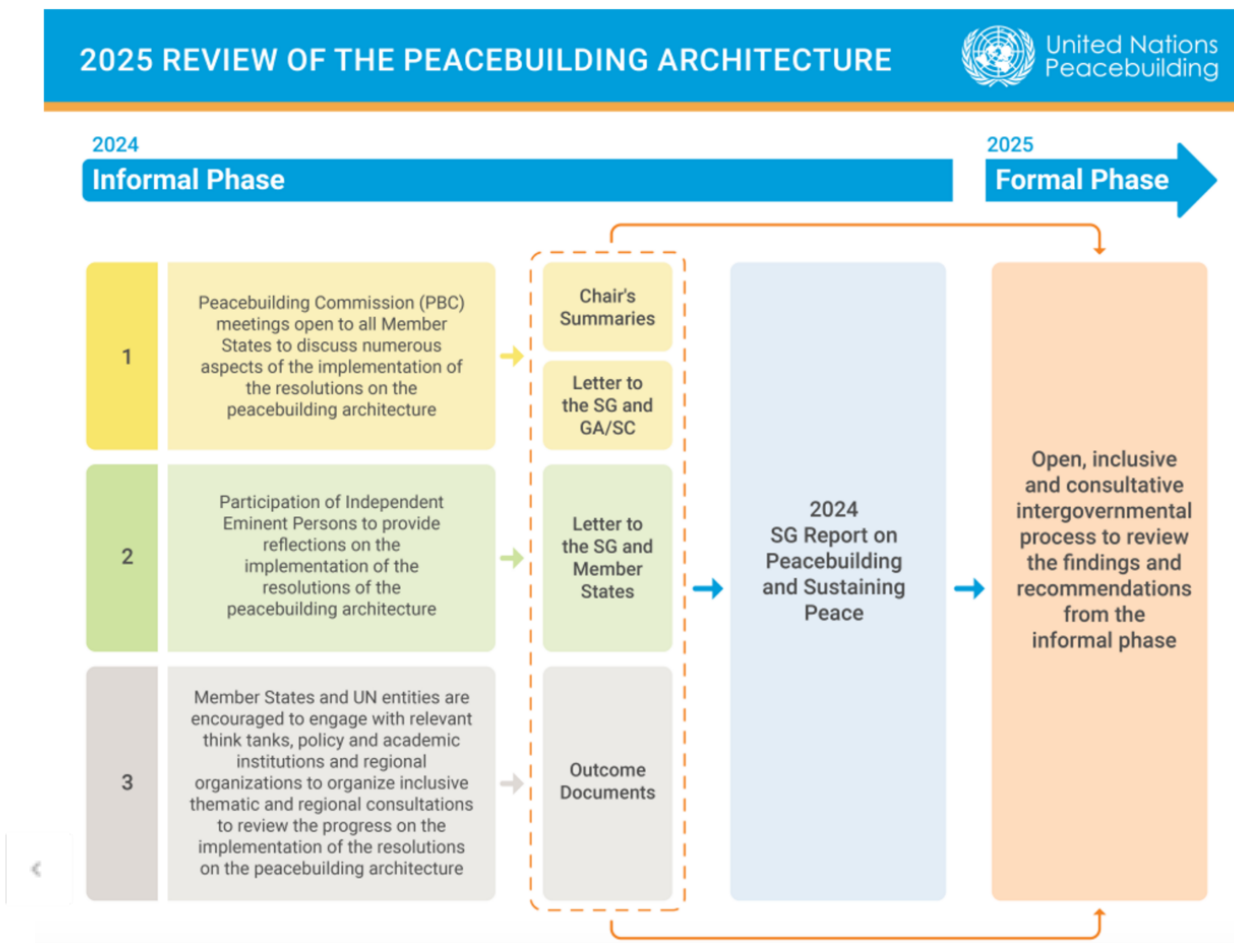 2025 REVIEW OF THE PEACEBUILDING ARCHITECTURE
United Nations
Peacebuilding
2024
Informal Phase
2025
Formal Phase
1
Peacebuilding Commission (PBC)
meetings open to all Member
States to discuss numerous
aspects of the implementation of
the resolutions on the
peacebuilding architecture
Chair's
Summaries
Letter to
the SG and
GA/SC
2
Participation of Independent
Eminent Persons to provide
reflections on the
implementation of the
resolutions of the
peacebuilding architecture
Letter to
the SG and
Member
States
3
Member States and UN entities are
encouraged to engage with relevant
think tanks, policy and academic
institutions and regional
organizations to organize inclusive
thematic and regional consultations
to review the progress on the
implementation of the resolutions
on the peacebuilding architecture
Outcome
Documents
2024
SG Report on
Peacebuilding
and Sustaining
Peace
Open, inclusive
and consultative
intergovernmental
process to review
the findings and
recommendations
from the
informal phase